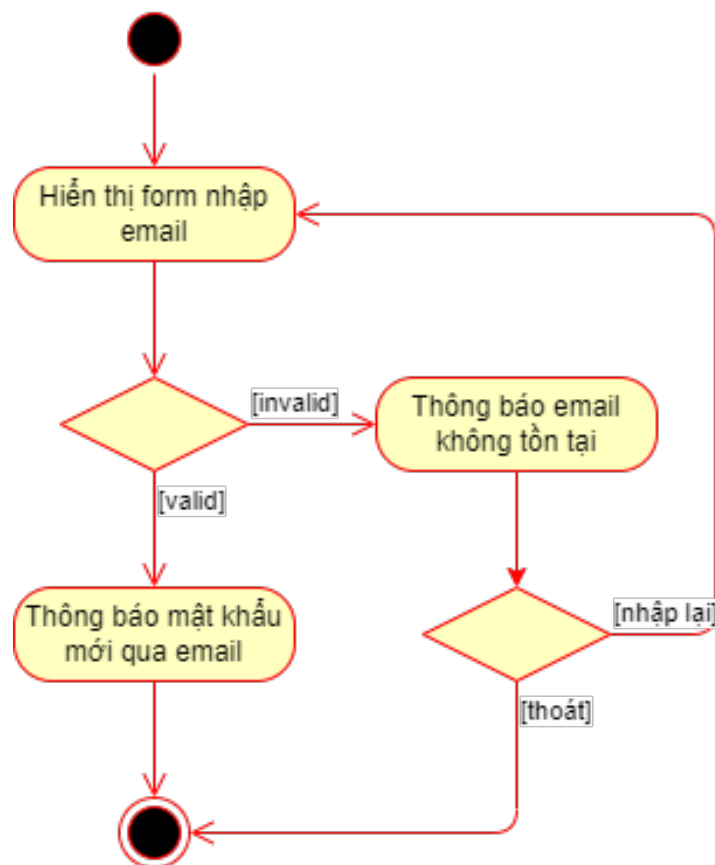 Hiển thị form nhập
email
[invalid]
Thông báo email
không tồn tại
[valid]
Thông báo mật khẩu
mới qua email
[nhập lại]
[thoát]